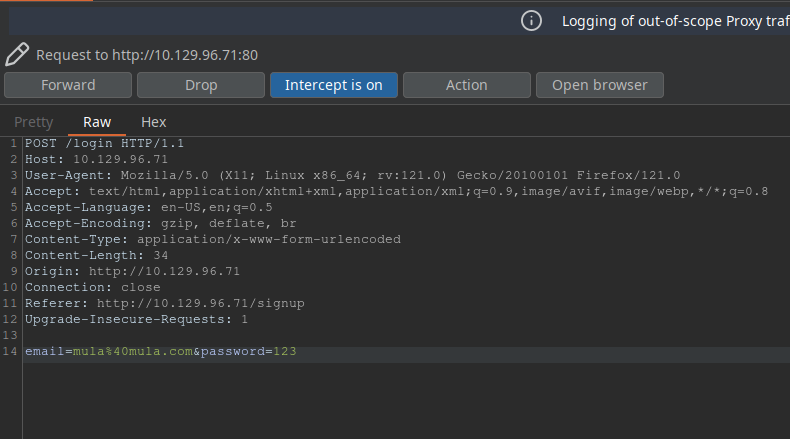 Logging of out-of-scope Proxy traf
Request to http://10.129.96.71:80
Forward Drop Intercept is on Action Open browser
Pretty Raw Hex
1 POST /login HTTP/1.1
2 Host: 10.129.96.71
3 User-Agent: Mozilla/5.0 (X11; Linux x86_64; rv:121.0) Gecko/20100101 Firefox/121.0
4 Accept: text/html,application/xhtml+xml,application/xml;q=0.9,image/avif,image/webp,*/*;q=0.8
5 Accept-Language: en-US,en;q=0.5
6 Accept-Encoding: gzip, deflate, br
7 Content-Type: application/x-www-form-urlencoded
8 Content-Length: 34
9 Origin: http://10.129.96.71
10 Connection: close
11 Referer: http://10.129.96.71/signup
12 Upgrade-Insecure-Requests: 1
13
14 email=mula%40mula.com&password=123